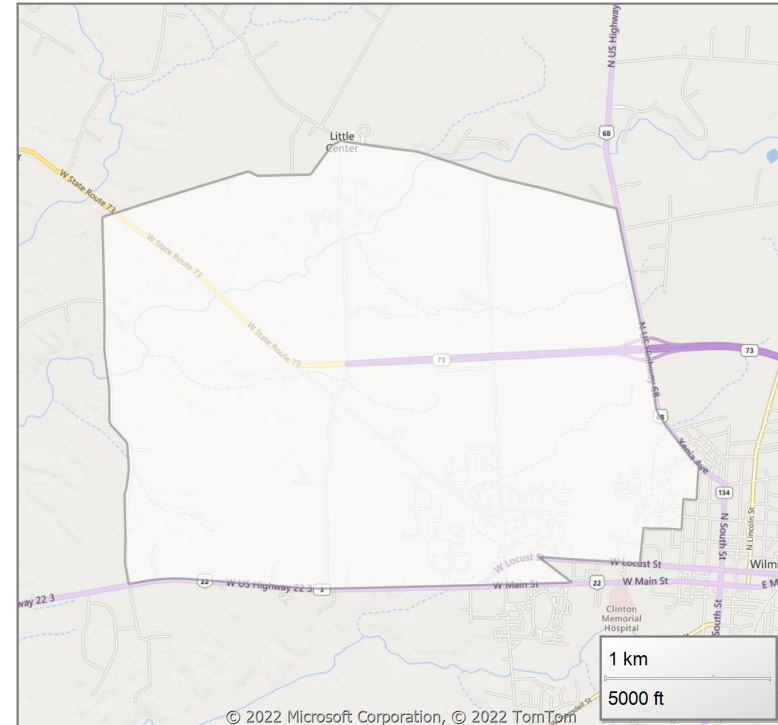 N US Highway
68
Little
Center
W State Route 73
W State Route 73
W State Route 73
73
N US Highway 68
73
68
Xenia Ave
134
N South St
N Lincoln St
W Locust St
W Locust St
Wilmi
22
W US Highway 22 3
3
W Main St
22
W Main St
E M
way 22 3
Clinton
Memorial
Hospital
South St
1 km
5000 ft
© 2022 Microsoft Corporation, © 2022 TomTom